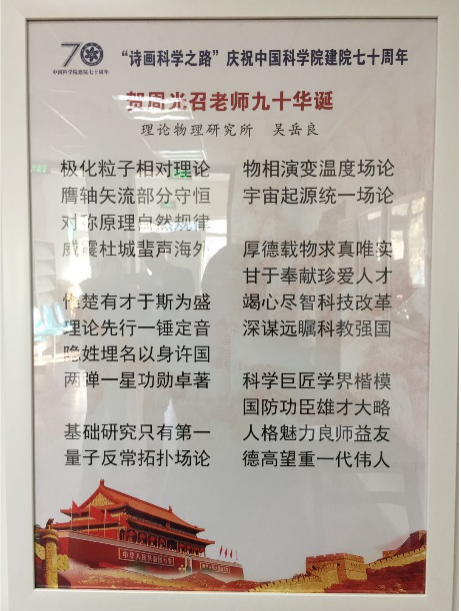 70
中国科学院建院七十周年
“诗画科学之路”庆祝中国科学院建院七十周年
贺周光召老师九十华诞
理论物理研究所 吴岳良
极化粒子相对理论
赝轴矢流部分守恒
对称原理自然规律
威震杜城蜚声海外
惟楚有才于斯为盛
理论先行一锤定音
隐姓埋名以身许国
两弹一星功勋卓著
基础研究只有第一
量子反常拓扑场论
物相演变温度场论
宇宙起源统一场论
厚德载物求真唯实
甘于奉献珍爱人才
竭心尽智科技改革
深谋远瞩科教强国
科学巨匠学界楷模
国防功臣雄才大略
人格魅力良师益友
德高望重一代伟人